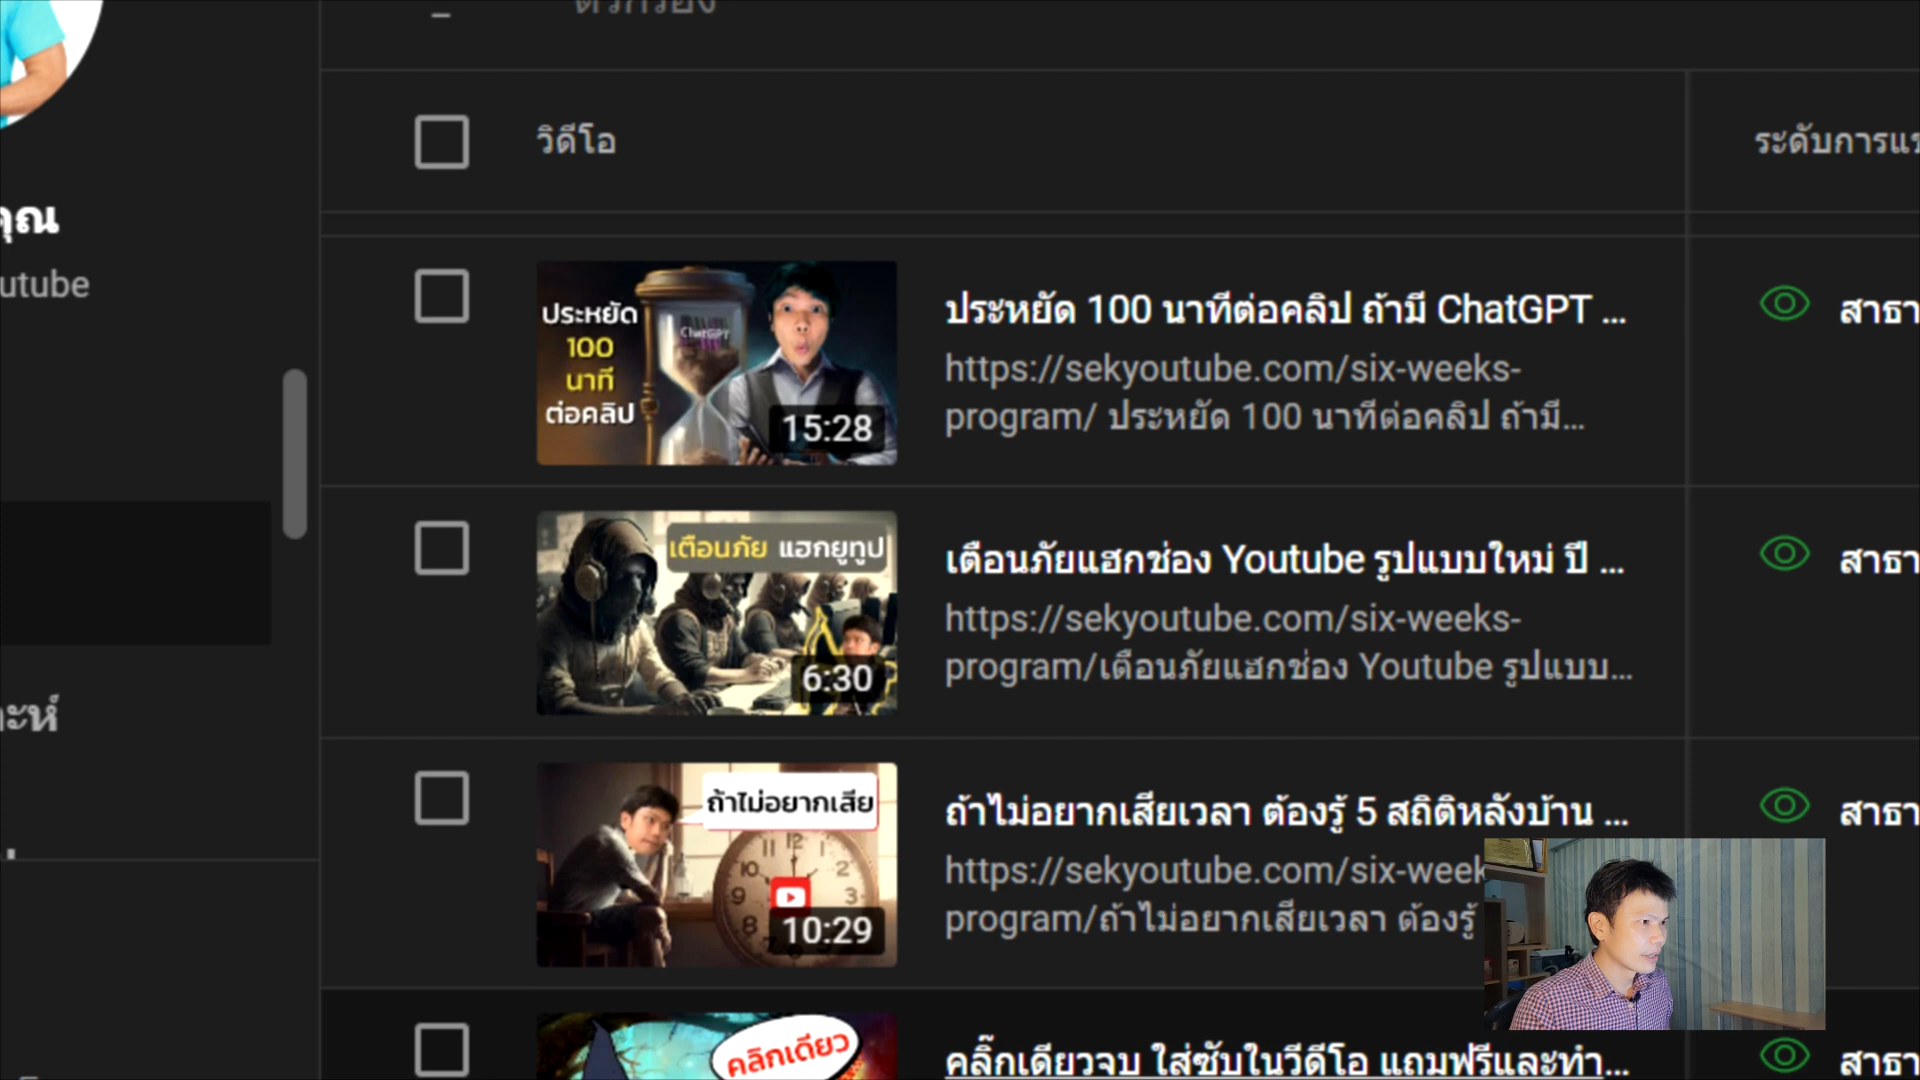 ตัวกรอง
วิดีโอ
ระดับการแ
คุณ
utube
ประหยัด
100
นาที
ต่อคลิป
ChatGPT
15:28
ประหยัด 100 นาทีต่อคลิป ถ้ามี ChatGPT ...
https://sekyoutube.com/six-weeks-
program/ ประหยัด 100 นาทีต่อคลิป ถ้ามี...
สาธา
เตือนภัย แฮกยูทูป
6:30
เตือนภัยแฮกช่อง Youtube รูปแบบใหม่ ปี ...
https://sekyoutube.com/six-weeks-
program/เตือนภัยแฮกช่อง Youtube รูปแบบ...
สาธา
ะห์
ถ้าไม่อยากเสีย
10:29
ถ้าไม่อยากเสียเวลา ต้องรู้ 5 สถิติหลังบ้าน ...
https://sekyoutube.com/six-week
program/ถ้าไม่อยากเสียเวลา ต้องรู้
สาธา
คลิกเดียว
คลิ๊กเดียวจบ ใส่ซับในวีดีโอ แถมฟรีและทำ...
สาธา